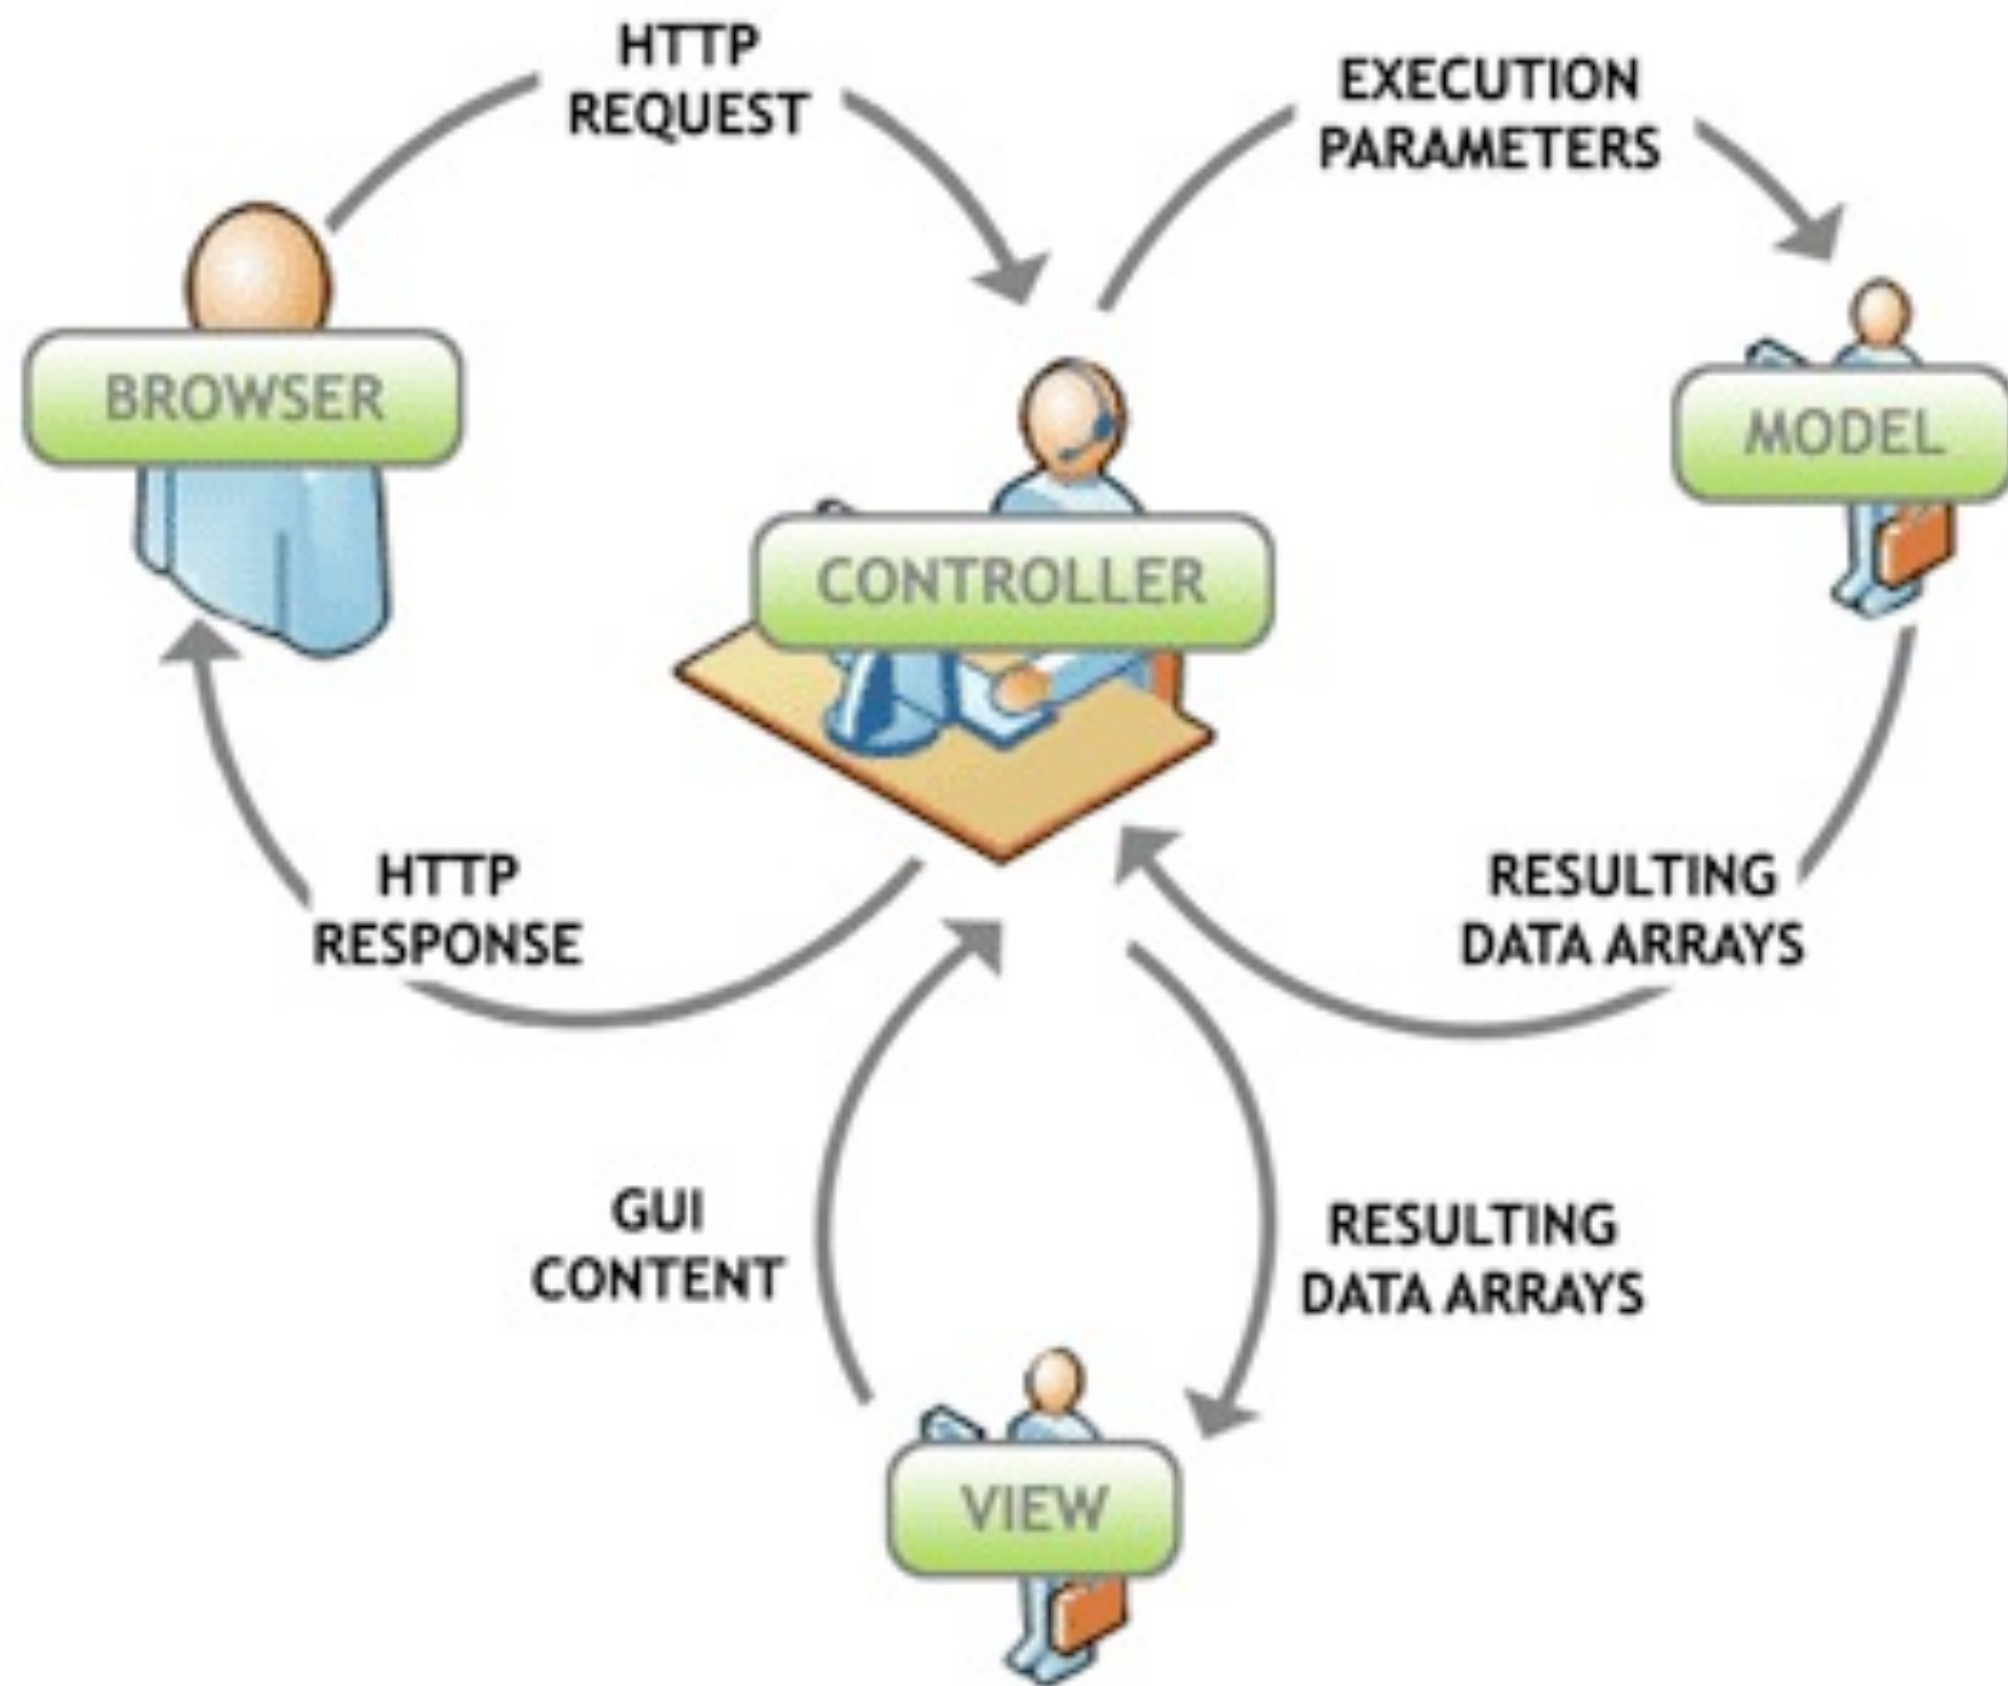 HTTP
REQUEST
EXECUTION
PARAMETERS
BROWSER
MODEL
CONTROLLER
HTTP
RESPONSE
RESULTING
DATA ARRAYS
GUI
CONTENT
RESULTING
DATA ARRAYS
VIEW